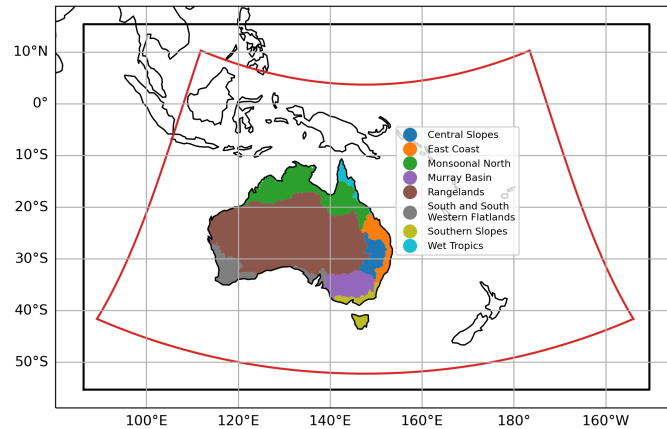 10°N
0°
10°S
20°S
30°S
40°S
50°S
Central Slopes
East Coast
Monsoonal North
Murray Basin
Rangelands
South and South
Western Flatlands
Southern Slopes
Wet Tropics
100°E
120°E
140°E
160°E
180°
160°W